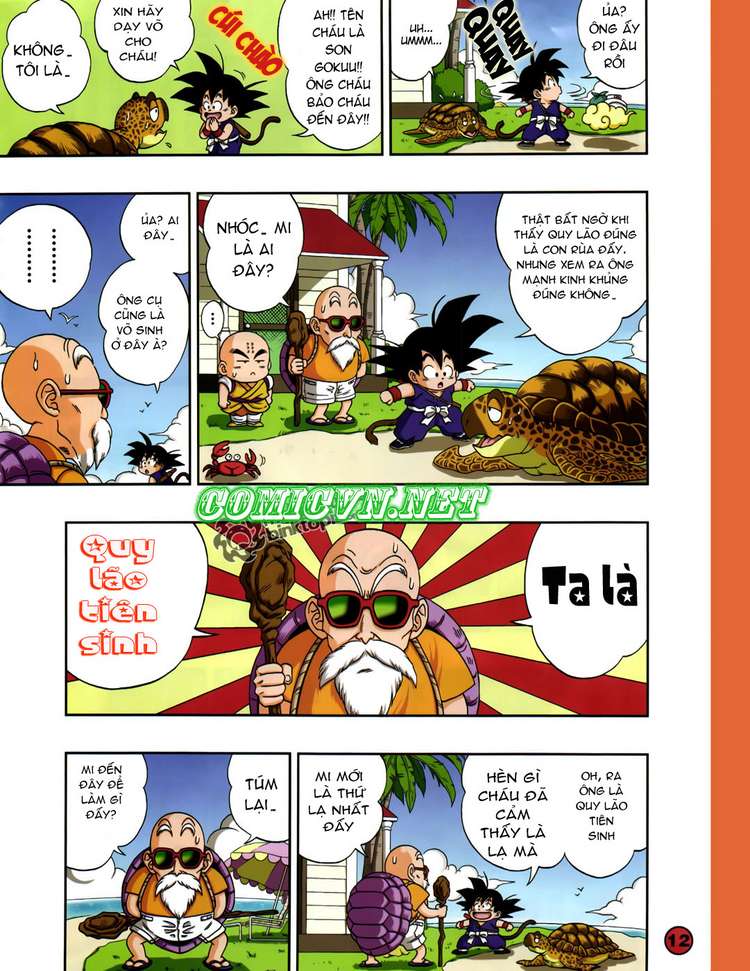 ỦA?
ÔNG ẤY
ĐI ĐÂU
RỒI
QUAY
QUAY
UH...
UMMM...
AH!! TÊN
CHÁU LÀ
SON
GOKUU!!
ÔNG CHÁU
BẢO CHÁU
ĐẾN ĐÂY!!
CÚI CHÀO
XIN HÃY
DẠY VÕ
CHO
CHÁU!
KHÔNG_
TÔI LÀ_
THẬT BẤT NGỜ KHI
THẤY QUY LÃO ĐÚNG
LÀ CON RÙA ĐẤY.
NHƯNG XEM RA ÔNG
MẠNH KINH KHỦNG
ĐÚNG KHÔNG_
NHÓC_ MI
LÀ AI
ĐÂY?
...
ỦA? AI
ĐÂY_
ÔNG CỤ
CŨNG LÀ
VÕ SINH
Ở ĐÂY À?
COMICVN.NET
Ta là
Quy
lão
tiên
sinh
OH, RA
ÔNG LÀ
QUY LÃO
TIÊN
SINH
HÈN GÌ
CHÁU ĐÃ
CẢM
THẤY LÀ
LẠ MÀ
MI MỚI
LÀ THỨ
LẠ NHẤT
ĐẤY
TÚM
LẠI_
MI ĐẾN
ĐÂY ĐỂ
LÀM GÌ
ĐẤY?
12